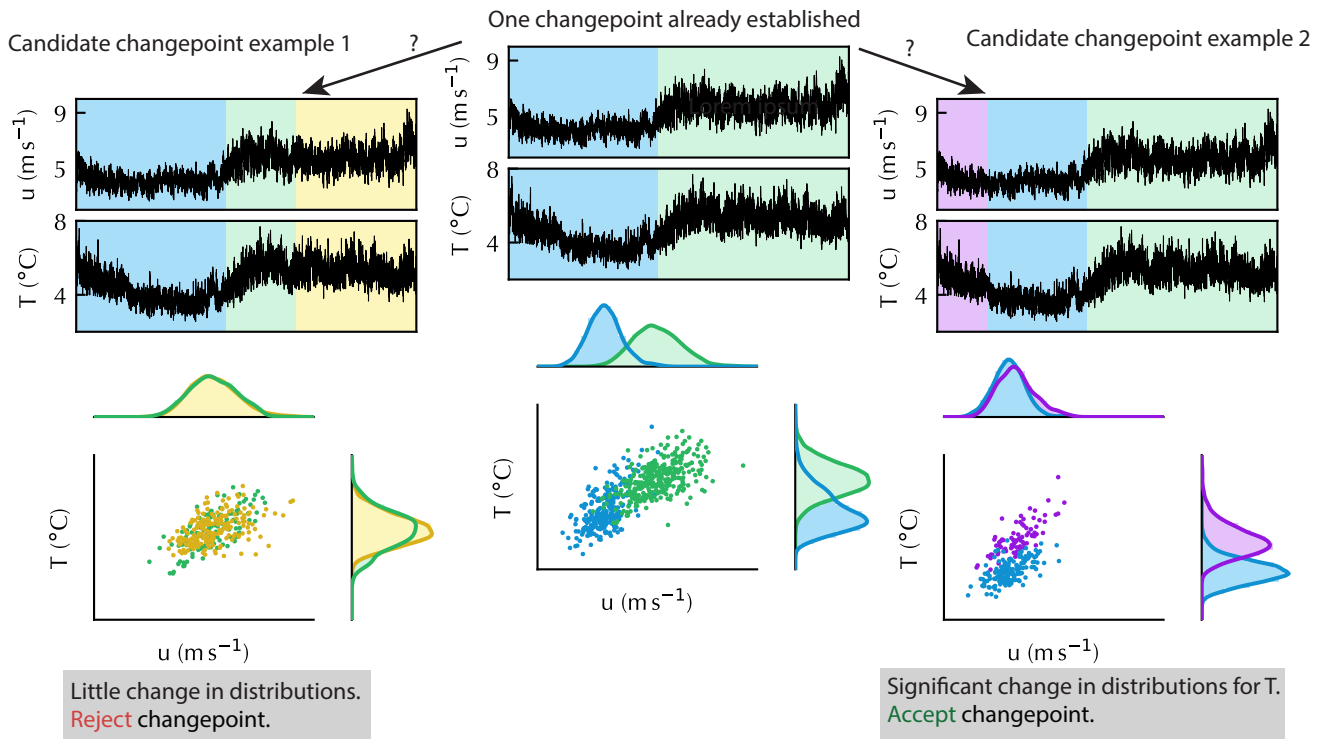 One changepoint already established
Candidate changepoint example 1
?
?
Candidate changepoint example 2
9
5
u (m s⁻¹)
8
4
T (°C)
9
5
u (m s⁻¹)
Lorem ipsum
8
4
T (°C)
9
5
u (m s⁻¹)
8
4
T (°C)
T (°C)
u (m s⁻¹)
T (°C)
u (m s⁻¹)
T (°C)
u (m s⁻¹)
Little change in distributions.
Reject changepoint.
Significant change in distributions for T.
Accept changepoint.